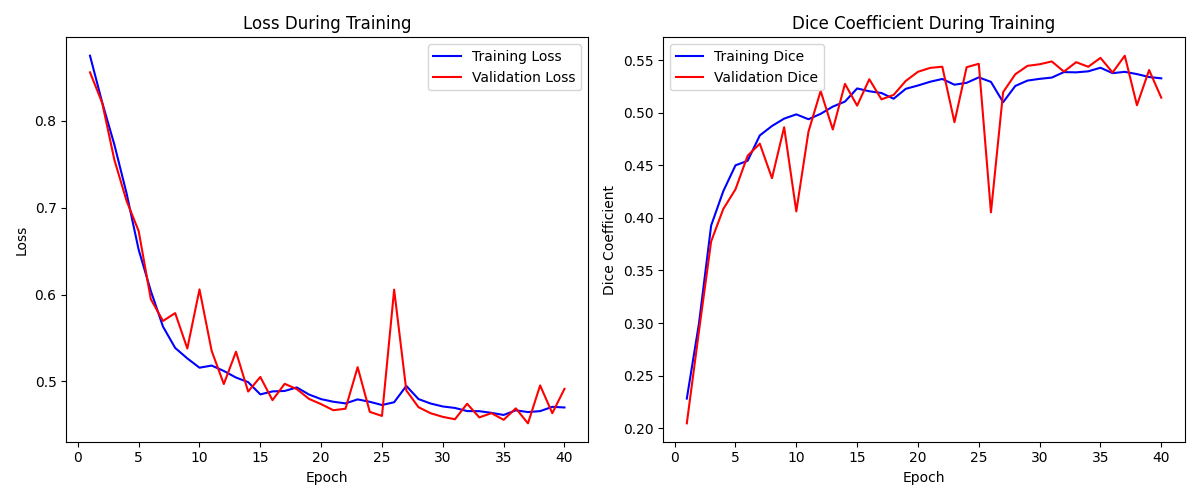 Loss During Training
Training Loss
Validation Loss
0.8
0.7
0.6
0.5
Loss
0 5 10 15 20 25 30 35 40
Epoch
Dice Coefficient During Training
Training Dice
Validation Dice
0.55
0.50
0.45
0.40
0.35
0.30
0.25
0.20
Dice Coefficient
0 5 10 15 20 25 30 35 40
Epoch